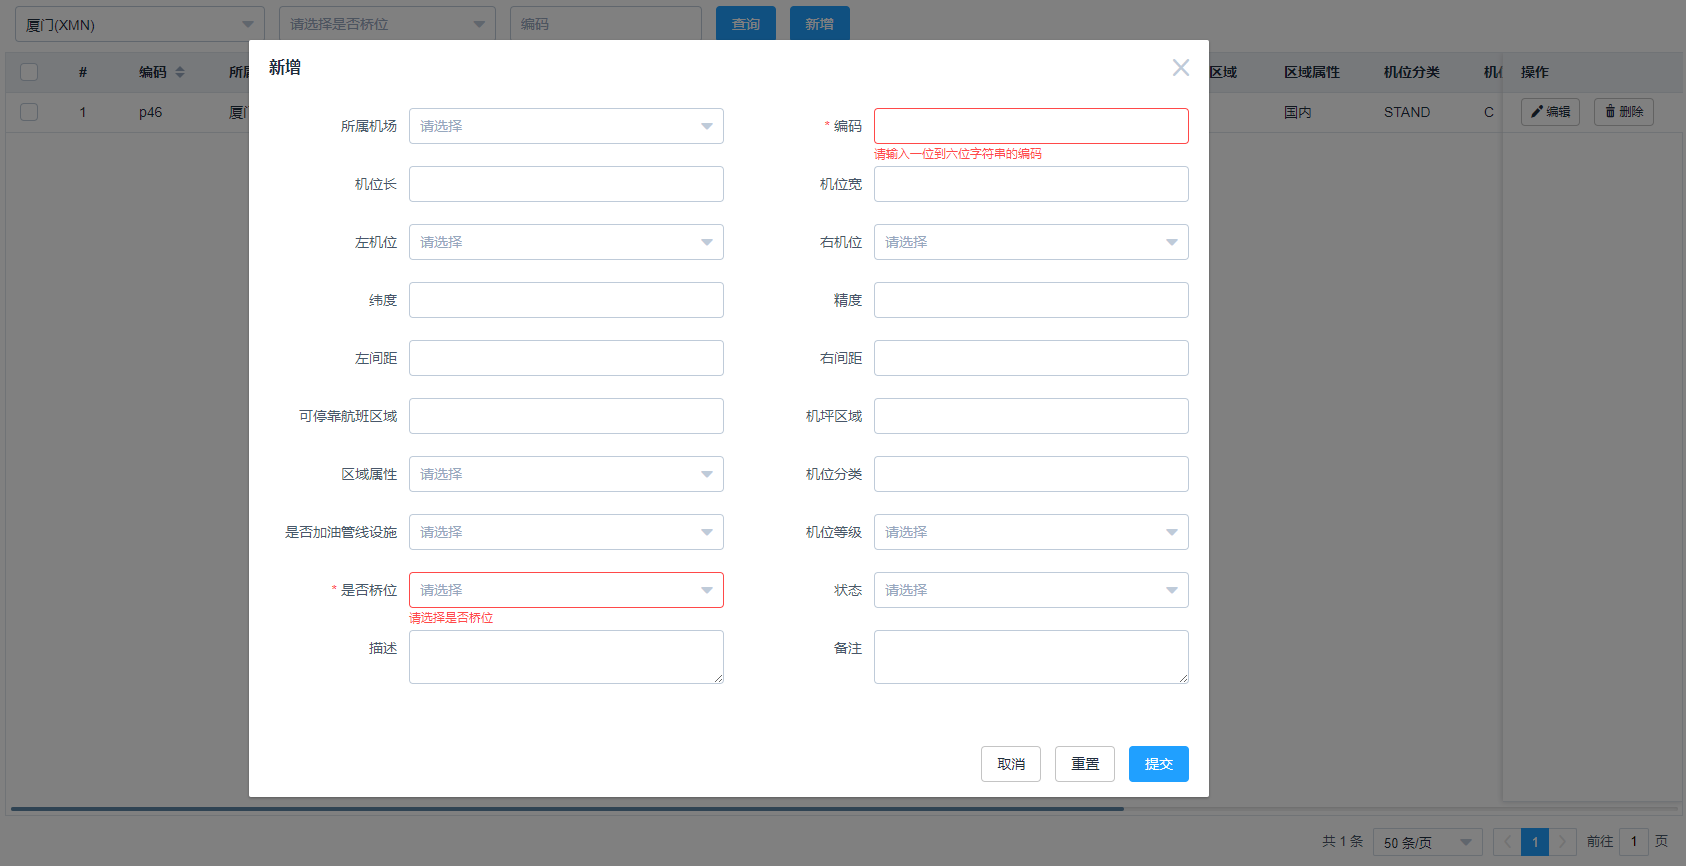 厦门(XMN) 请选择是否桥位 编码 查询 新增
新增
# 编码 区域 区域属性 机位分类 操作
1 p46 国内 STAND C 编辑 删除
所属机场 请选择 * 编码
请输入一位到六位字符串的编码
机位长 机位宽
左机位 请选择 右机位 请选择
纬度 精度
左间距 右间距
可停靠航班区域 机坪区域
区域属性 请选择 机位分类
是否加油管线设施 请选择 机位等级 请选择
* 是否桥位 请选择 状态 请选择
请选择是否桥位
描述 备注
取消 重置 提交
共 1 条 50 条/页 1 前往 1 页